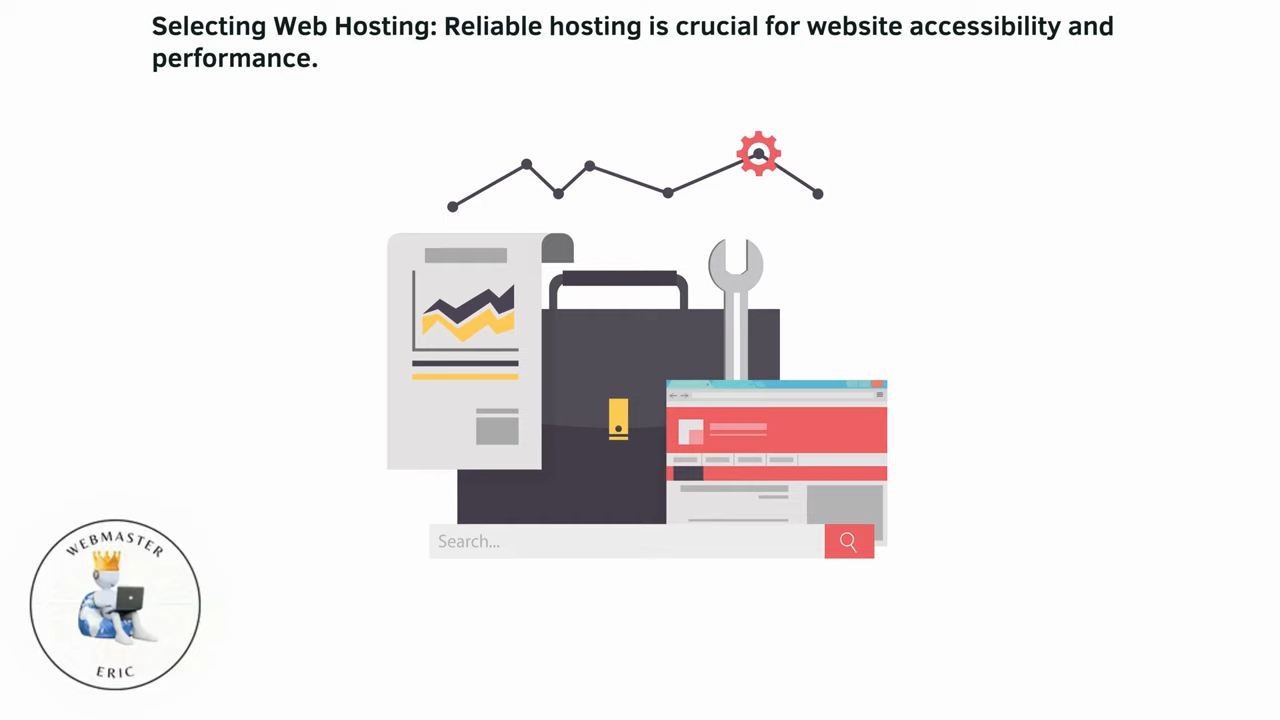 Selecting Web Hosting: Reliable hosting is crucial for website accessibility and
performance.
Search...
WEBMASTER
ERIC